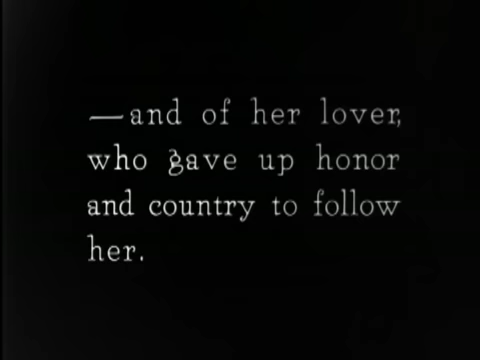 —and of her lover,
who gave up honor
and country to follow
her.